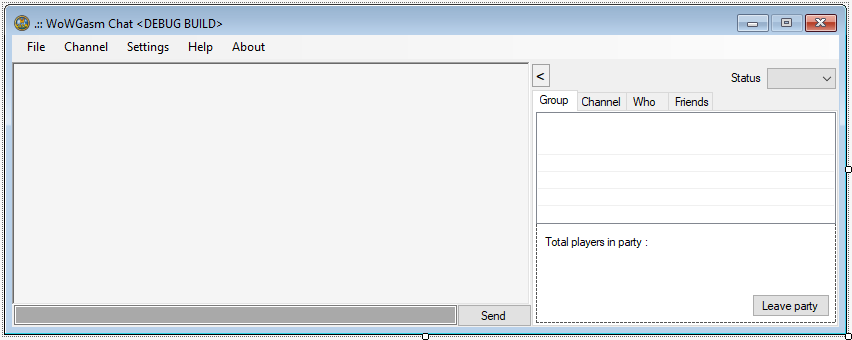 .:: WoWGasm Chat <DEBUG BUILD>
File Channel Settings Help About
<
Status
Group Channel Who Friends
Total players in party :
Leave party
Send